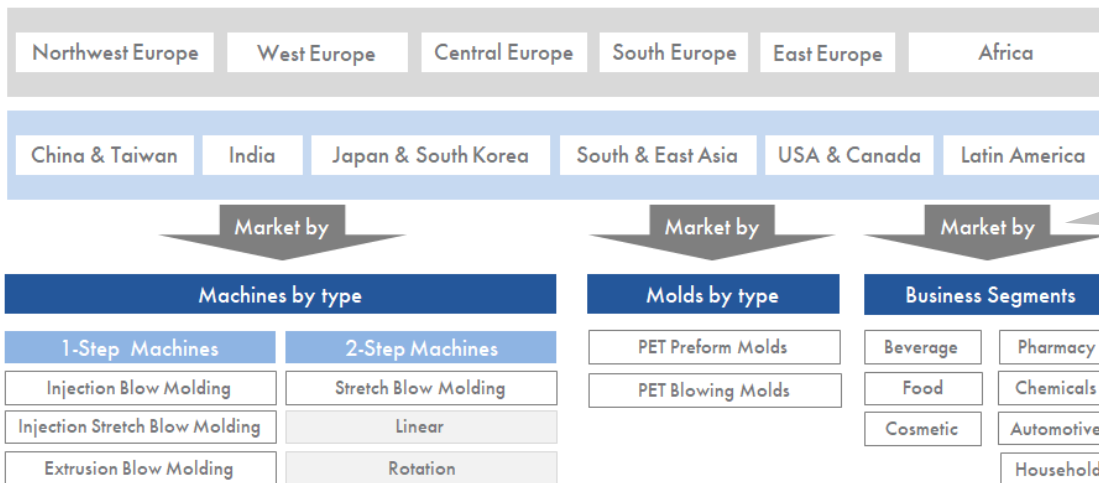 Northwest Europe
West Europe
Central Europe
South Europe
East Europe
Africa
China & Taiwan
India
Japan & South Korea
South & East Asia
USA & Canada
Latin America
Market by
Market by
Market by
Machines by type
Molds by type
Business Segments
1-Step Machines
2-Step Machines
Injection Blow Molding
Stretch Blow Molding
Injection Stretch Blow Molding
Linear
Extrusion Blow Molding
Rotation
PET Preform Molds
PET Blowing Molds
Beverage
Pharmacy
Food
Chemicals
Cosmetic
Automotive
Household